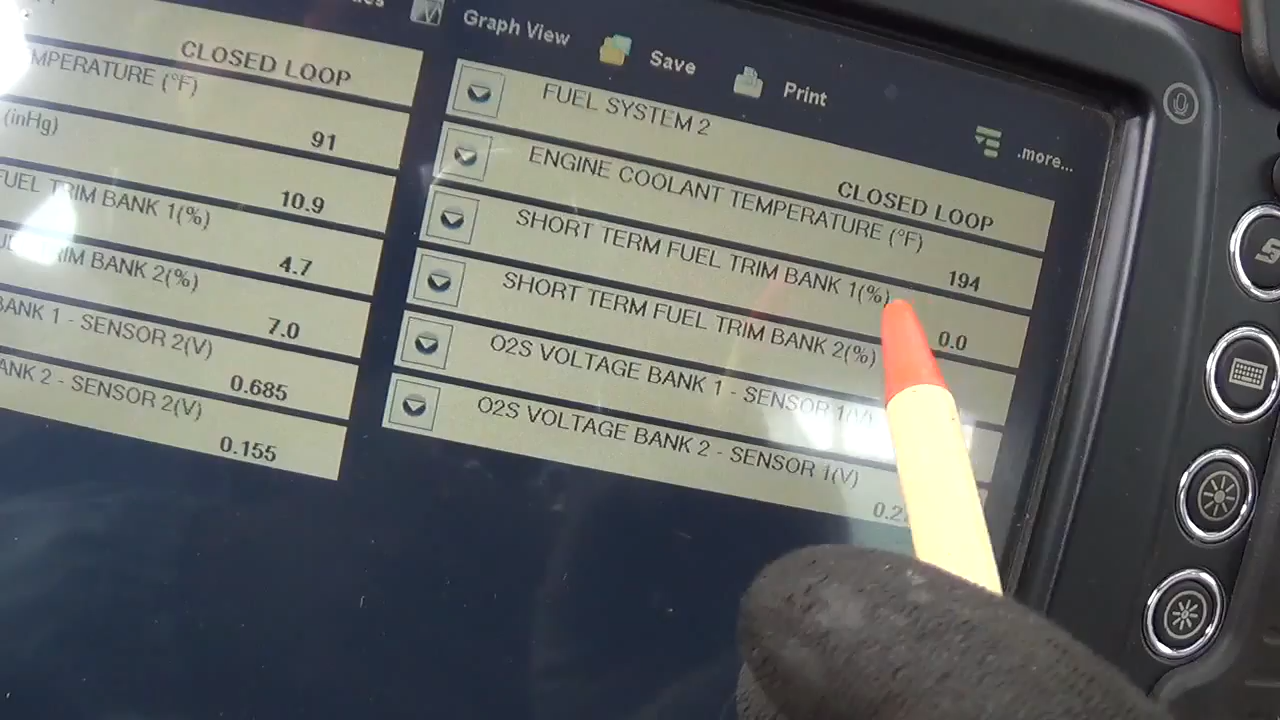 Graph View
Save
Print
.more...
CLOSED LOOP
(°F)
91
(inHg)
10.9
FUEL TRIM BANK 1(%)
4.7
TRIM BANK 2(%)
7.0
BANK 1 - SENSOR 2(V)
0.685
BANK 2 - SENSOR 2(V)
0.155
FUEL SYSTEM 2
CLOSED LOOP
ENGINE COOLANT TEMPERATURE (°F)
194
SHORT TERM FUEL TRIM BANK 1(%)
0.0
SHORT TERM FUEL TRIM BANK 2(%)
O2S VOLTAGE BANK 1 - SENSOR 1(V)
O2S VOLTAGE BANK 2 - SENSOR 1(V)
S